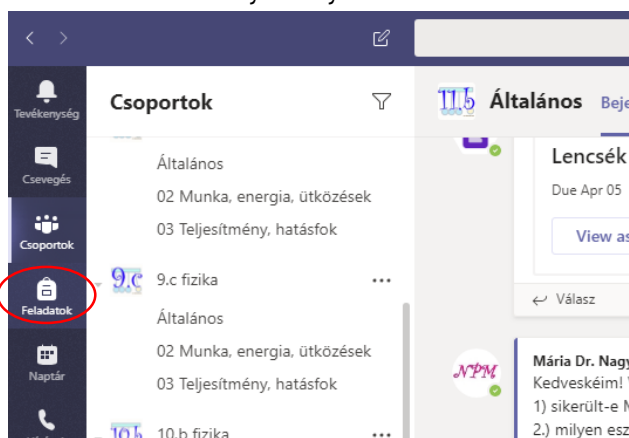 Tevékenység
Csevegés
Csoportok
Feladatok
Naptár
Csoportok
Általános
02 Munka, energia, ütközések
03 Teljesítmény, hatásfok
9.c 9.c fizika
Általános
02 Munka, energia, ütközések
03 Teljesítmény, hatásfok
10.b 10.b fizika
11.b Általános Beje
Lencsék
Due Apr 05
View as
Válasz
NPM
Mária Dr. Nagy
Kedveskéim!
1) sikerült-e
2.) milyen esz